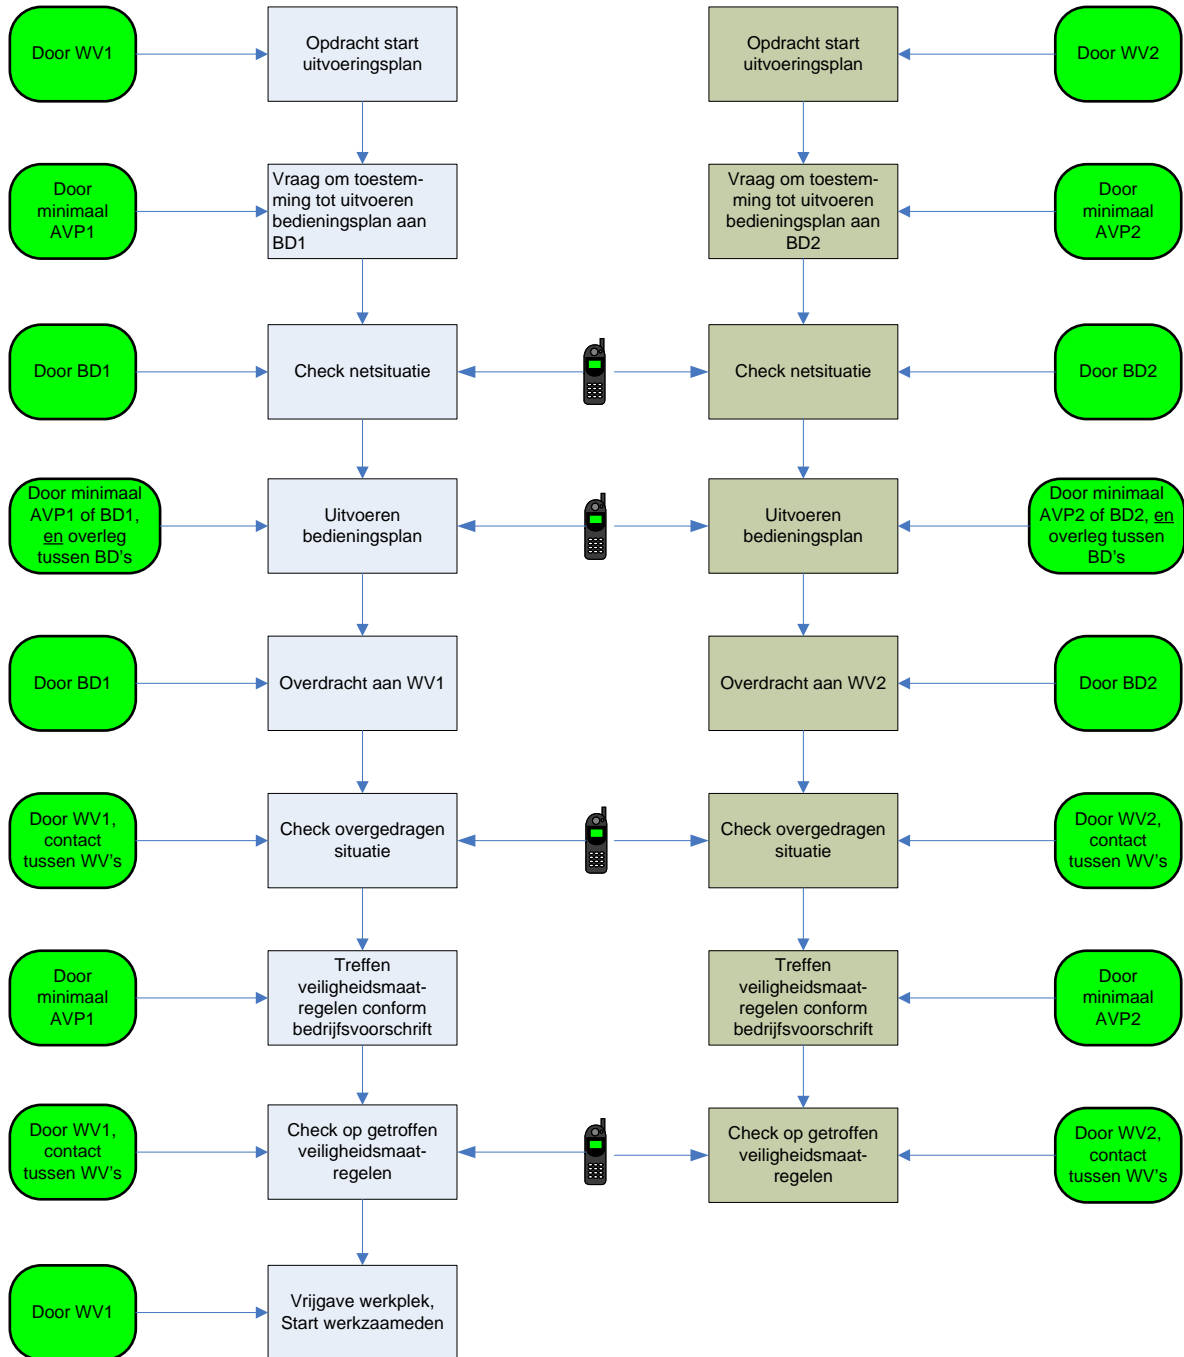 Door WV1
Opdracht start
uitvoeringsplan
Opdracht start
uitvoeringsplan
Door WV2
Door
minimaal
AVP1
Vraag om toestem-
ming tot uitvoeren
bedieningsplan aan
BD1
Vraag om toestem-
ming tot uitvoeren
bedieningsplan aan
BD2
Door
minimaal
AVP2
Door BD1
Check netsituatie
Check netsituatie
Door BD2
Door minimaal
AVP1 of BD1,
en overleg
tussen BD's
Uitvoeren
bedieningsplan
Uitvoeren
bedieningsplan
Door minimaal
AVP2 of BD2, en
overleg tussen
BD's
Door BD1
Overdracht aan WV1
Overdracht aan WV2
Door BD2
Door WV1,
contact
tussen WV's
Check overgedragen
situatie
Check overgedragen
situatie
Door WV2,
contact
tussen WV's
Door
minimaal
AVP1
Treffen
veiligheidsmaat-
regelen conform
bedrijfsvoorschrift
Treffen
veiligheidsmaat-
regelen conform
bedrijfsvoorschrift
Door
minimaal
AVP2
Door WV1,
contact
tussen WV's
Check op getroffen
veiligheidsmaat-
regelen
Check op getroffen
veiligheidsmaat-
regelen
Door WV2,
contact
tussen WV's
Door WV1
Vrijgave werkplek,
Start werkzaameden